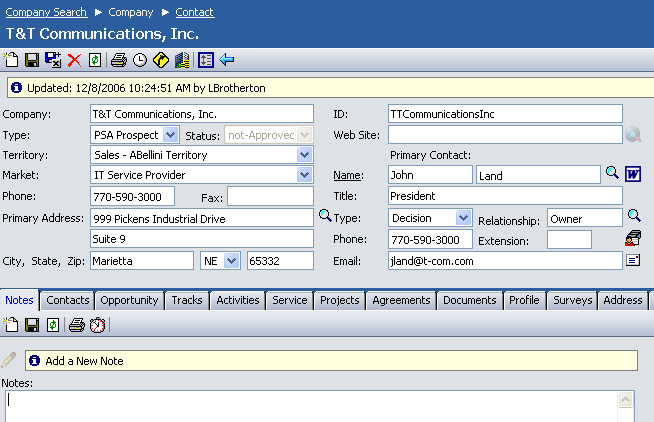 Company Search ▶ Company ▶ Contact
T&T Communications, Inc.
Updated: 12/8/2006 10:24:51 AM by LBrotherton
Company: T&T Communications, Inc. ID: TTCommunicationsInc
Type: PSA Prospect Status: not-Approved Web Site:
Territory: Sales - ABellini Territory Primary Contact:
Market: IT Service Provider Name: John Land
Phone: 770-590-3000 Fax: Title: President
Primary Address: 999 Pickens Industrial Drive Type: Decision Relationship: Owner
Suite 9 Phone: 770-590-3000 Extension:
City, State, Zip: Marietta NE 65332 Email: jland@t-com.com
Notes Contacts Opportunity Tracks Activities Service Projects Agreements Documents Profile Surveys Address
Add a New Note
Notes: